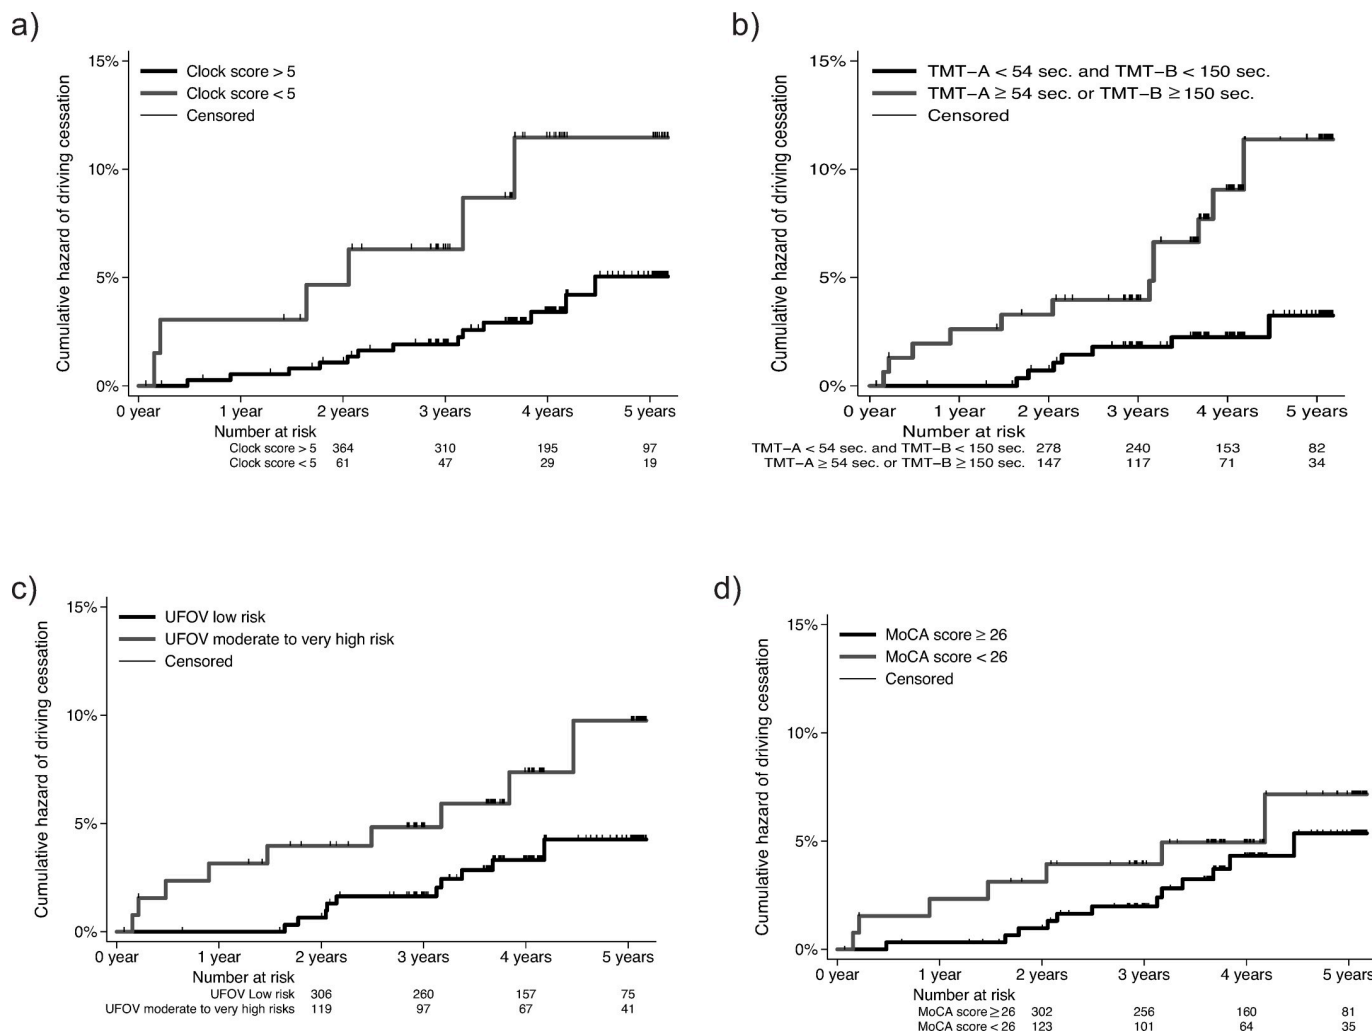 a)
15%
10%
5%
0%
Cumulative hazard of driving cessation
Clock score > 5
Clock score < 5
Censored
0 year 1 year 2 years 3 years 4 years 5 years
Number at risk
Clock score > 5 364 310 195 97
Clock score < 5 61 47 29 19
b)
15%
10%
5%
0%
Cumulative hazard of driving cessation
TMT−A < 54 sec. and TMT−B < 150 sec.
TMT−A ≥ 54 sec. or TMT−B ≥ 150 sec.
Censored
0 year 1 year 2 years 3 years 4 years 5 years
Number at risk
TMT−A < 54 sec. and TMT−B < 150 sec. 278 240 153 82
TMT−A ≥ 54 sec. or TMT−B ≥ 150 sec. 147 117 71 34
c)
15%
10%
5%
0%
Cumulative hazard of driving cessation
UFOV low risk
UFOV moderate to very high risk
Censored
0 year 1 year 2 years 3 years 4 years 5 years
Number at risk
UFOV Low risk 306 260 157 75
UFOV moderate to very high risks 119 97 67 41
d)
15%
10%
5%
0%
Cumulative hazard of driving cessation
MoCA score ≥ 26
MoCA score < 26
Censored
0 year 1 year 2 years 3 years 4 years 5 years
Number at risk
MoCA score ≥ 26 302 256 160 81
MoCA score < 26 123 101 64 35